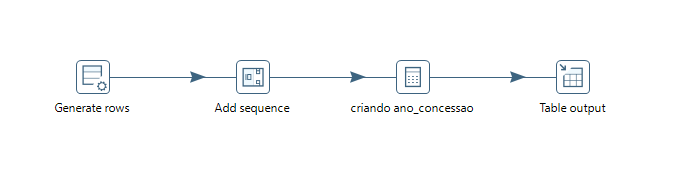 Generate rows
Add sequence
criando ano_concessao
Table output